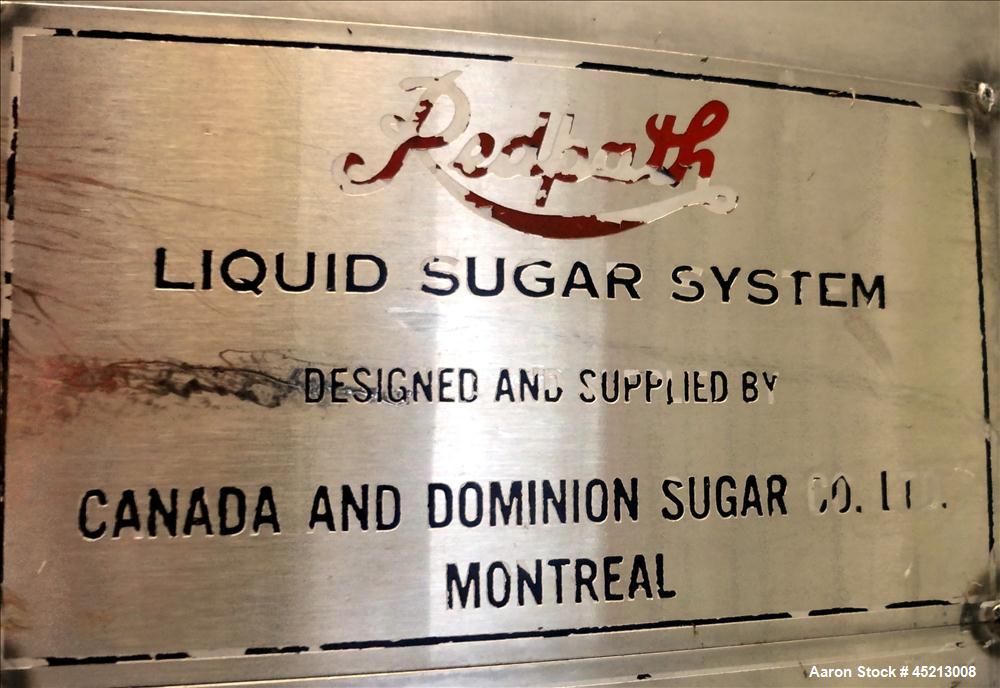 Redpath
LIQUID SUGAR SYSTEM
DESIGNED AND SUPPLIED BY
CANADA AND DOMINION SUGAR CO. LTD.
MONTREAL
Aaron Stock # 45213008